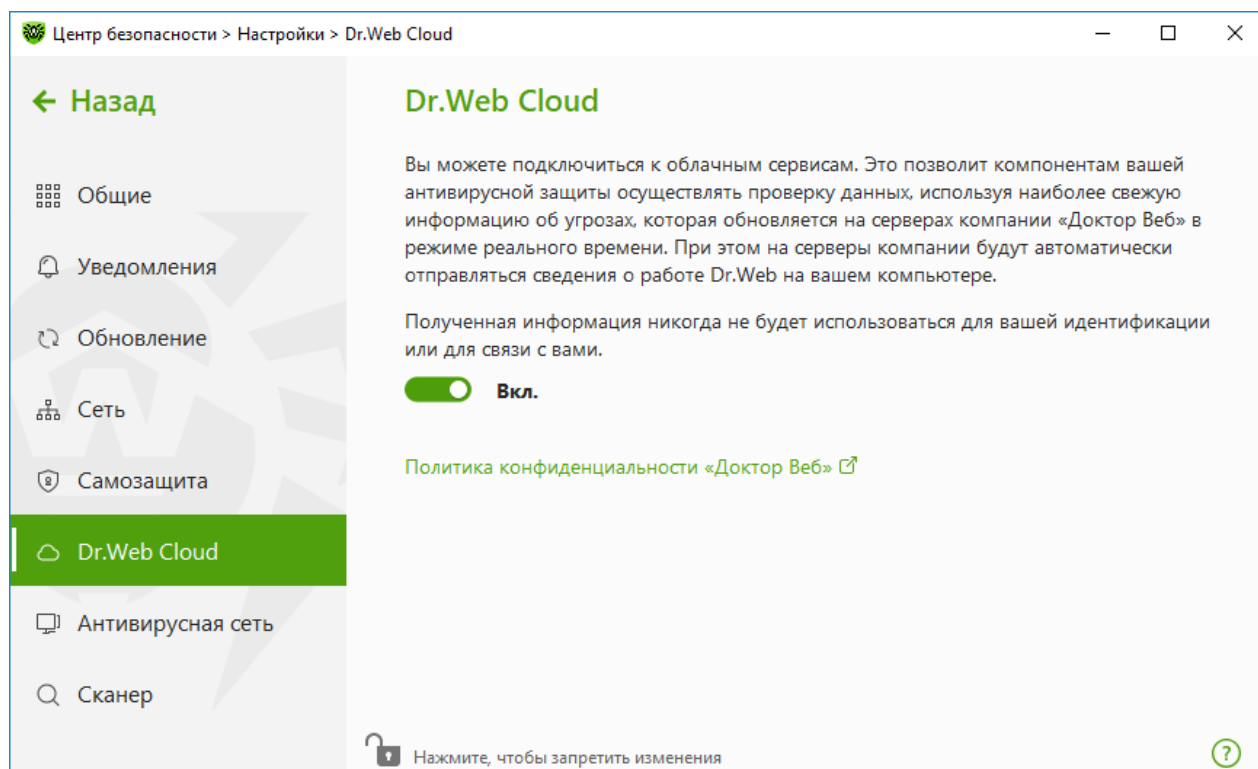 Центр безопасности > Настройки > Dr.Web Cloud
Назад
Общие
Уведомления
Обновление
Сеть
Самозащита
Dr.Web Cloud
Антивирусная сеть
Сканер
Dr.Web Cloud
Вы можете подключиться к облачным сервисам. Это позволит компонентам вашей
антивирусной защиты осуществлять проверку данных, используя наиболее свежую
информацию об угрозах, которая обновляется на серверах компании «Доктор Веб» в
режиме реального времени. При этом на серверы компании будут автоматически
отправляться сведения о работе Dr.Web на вашем компьютере.
Полученная информация никогда не будет использоваться для вашей идентификации
или для связи с вами.
Вкл.
Политика конфиденциальности «Доктор Веб»
Нажмите, чтобы запретить изменения
?